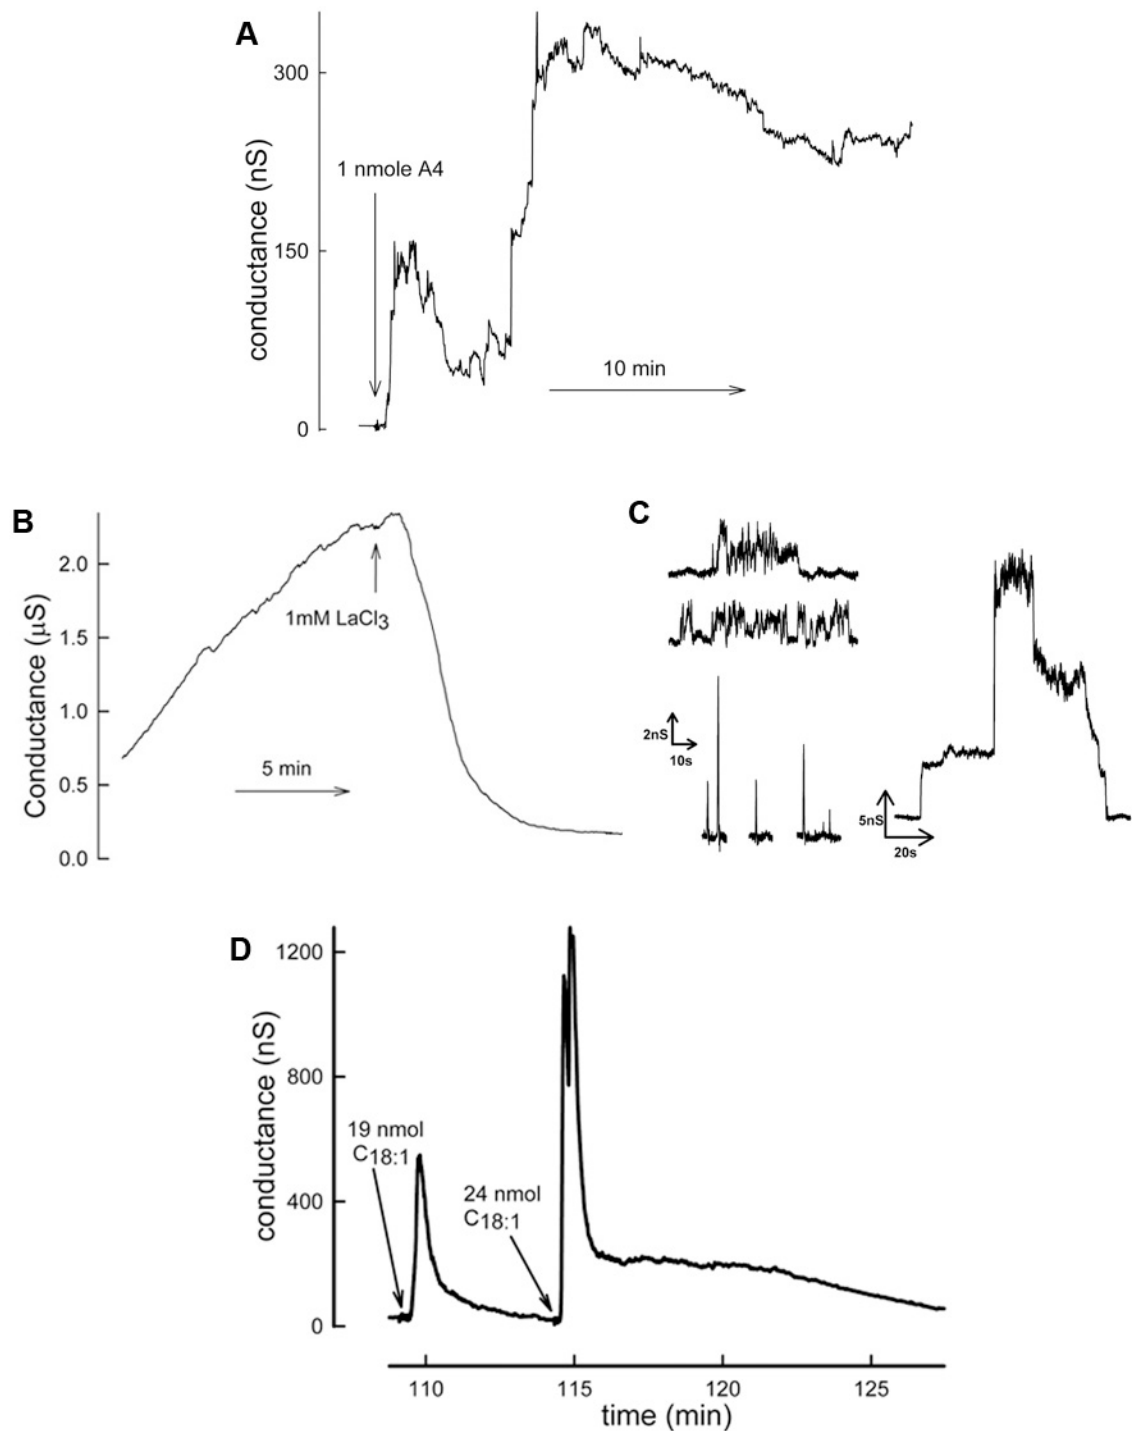 A
300
150
0
conductance (nS)
1 nmole A4
10 min
B
2.0
1.5
1.0
0.5
0.0
Conductance (μS)
1mM LaCl3
5 min
C
2nS
10s
5nS
20s
D
1200
800
400
0
conductance (nS)
19 nmol
C18:1
24 nmol
C18:1
110 115 120 125
time (min)